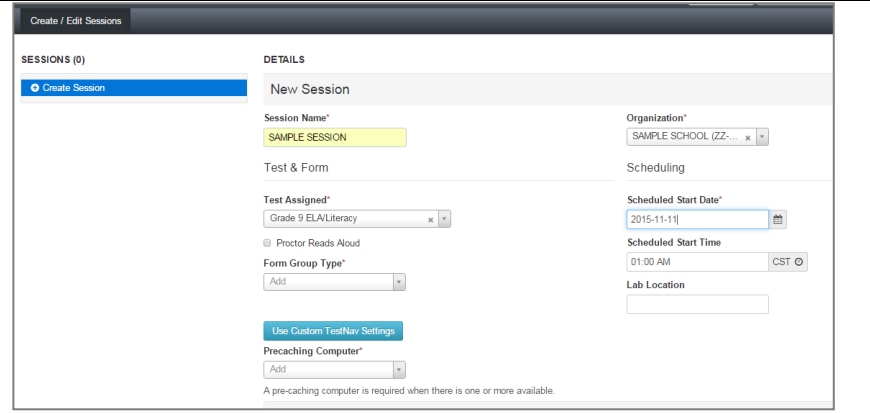 Create / Edit Sessions
SESSIONS (0)
Create Session
DETAILS
New Session
Session Name*
SAMPLE SESSION
Organization*
SAMPLE SCHOOL (ZZ-...
Test & Form
Scheduling
Test Assigned*
Grade 9 ELA/Literacy
Proctor Reads Aloud
Form Group Type*
Add
Scheduled Start Date*
2015-11-11
Scheduled Start Time
01:00 AM CST
Lab Location
Use Custom TestNav Settings
Precaching Computer*
Add
A pre-caching computer is required when there is one or more available.